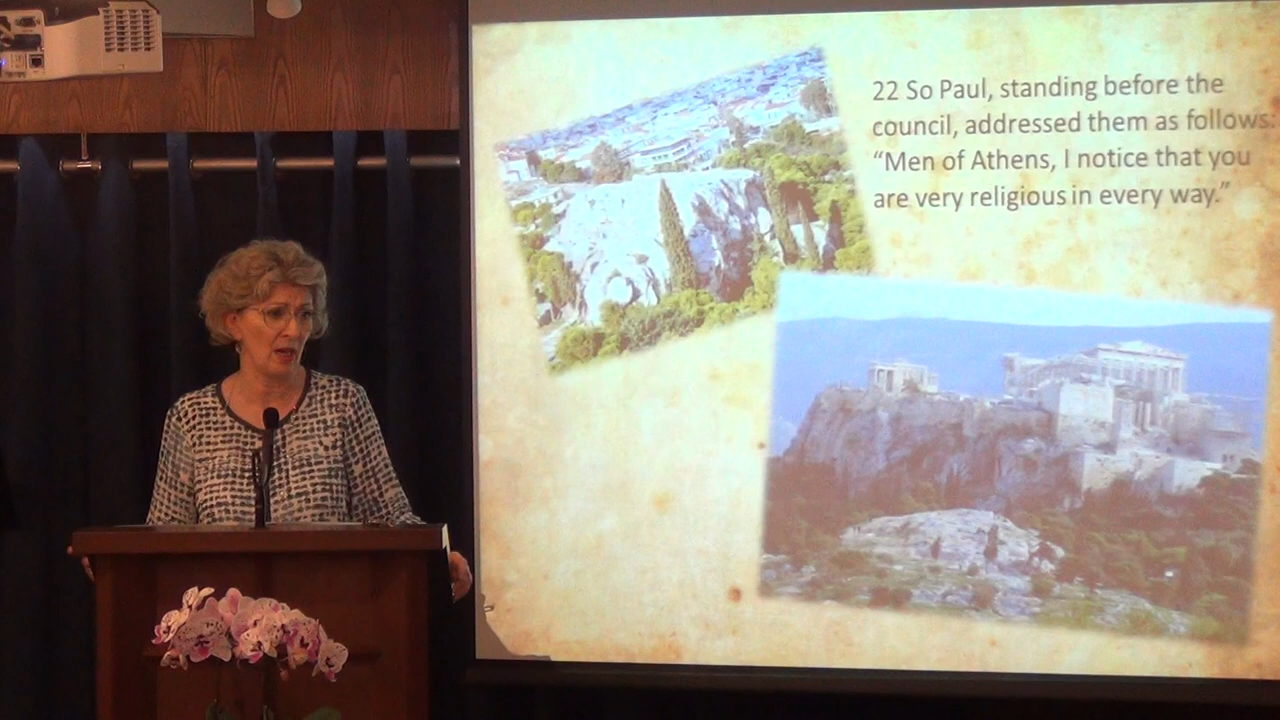 22 So Paul, standing before the
council, addressed them as follows:
“Men of Athens, I notice that you
are very religious in every way.”